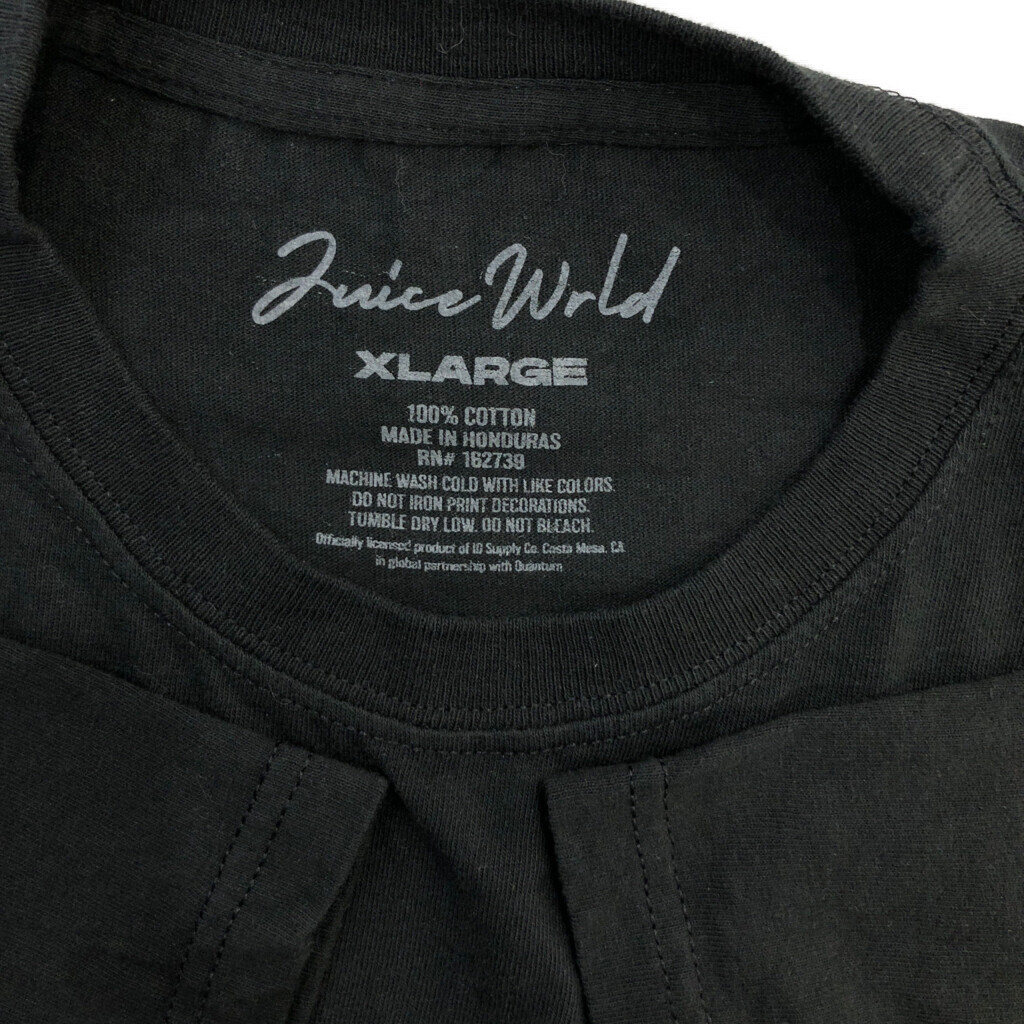 Juice Wrld
XLARGE
100% COTTON
MADE IN HONDURAS
RN# 162739
MACHINE WASH COLD WITH LIKE COLORS.
DO NOT IRON PRINT DECORATIONS.
TUMBLE DRY LOW. DO NOT BLEACH.
Officially licensed product of ID Supply Co. Costa Mesa, CA
in global partnership with Quantum